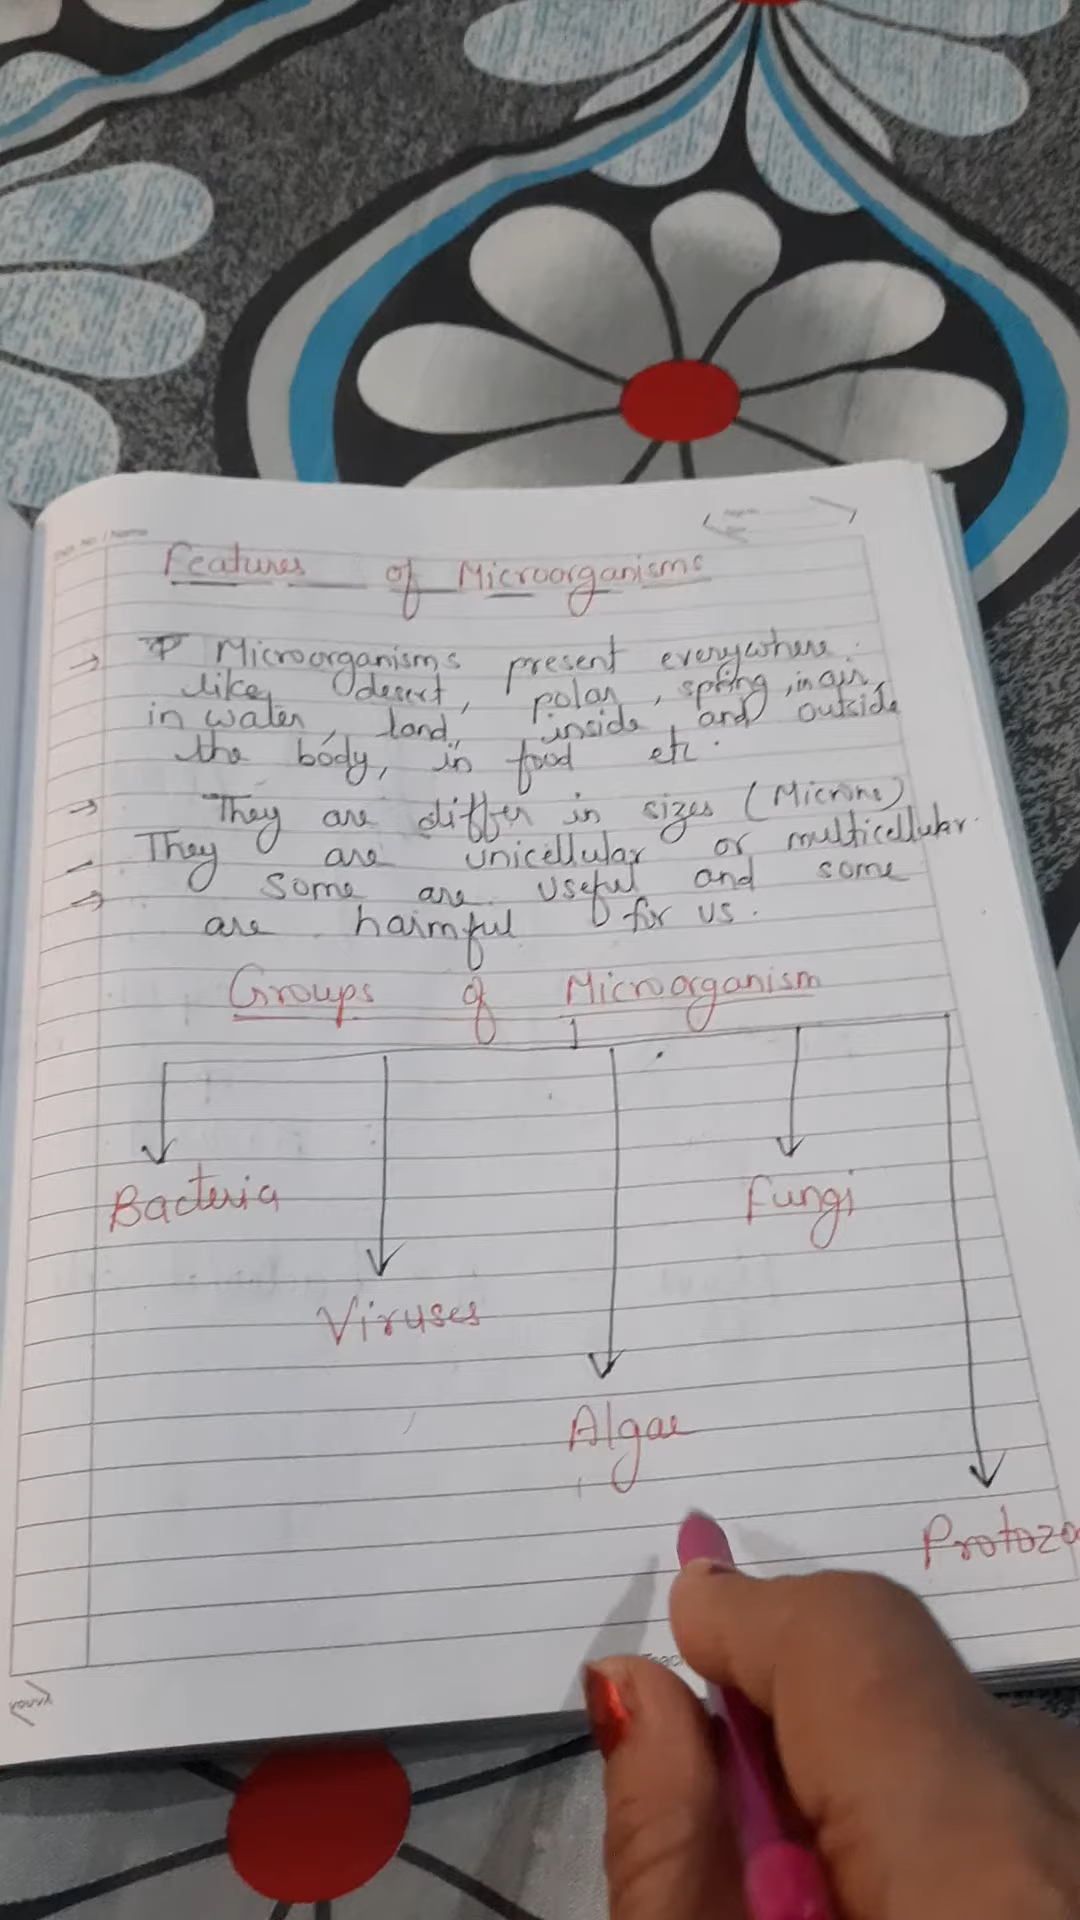 Features of Microorganisms
→ Microorganisms present everywhere.
like, desert, polar, spring, in air,
in water, land, inside and outside
the body, in food etc.
→ They are differ in sizes (Microns)
- They are unicellular or multicellular.
→ Some are useful and some
are harmful for us.
Groups of Microorganism
Bacteria
Fungi
Viruses
Algae
Protozo